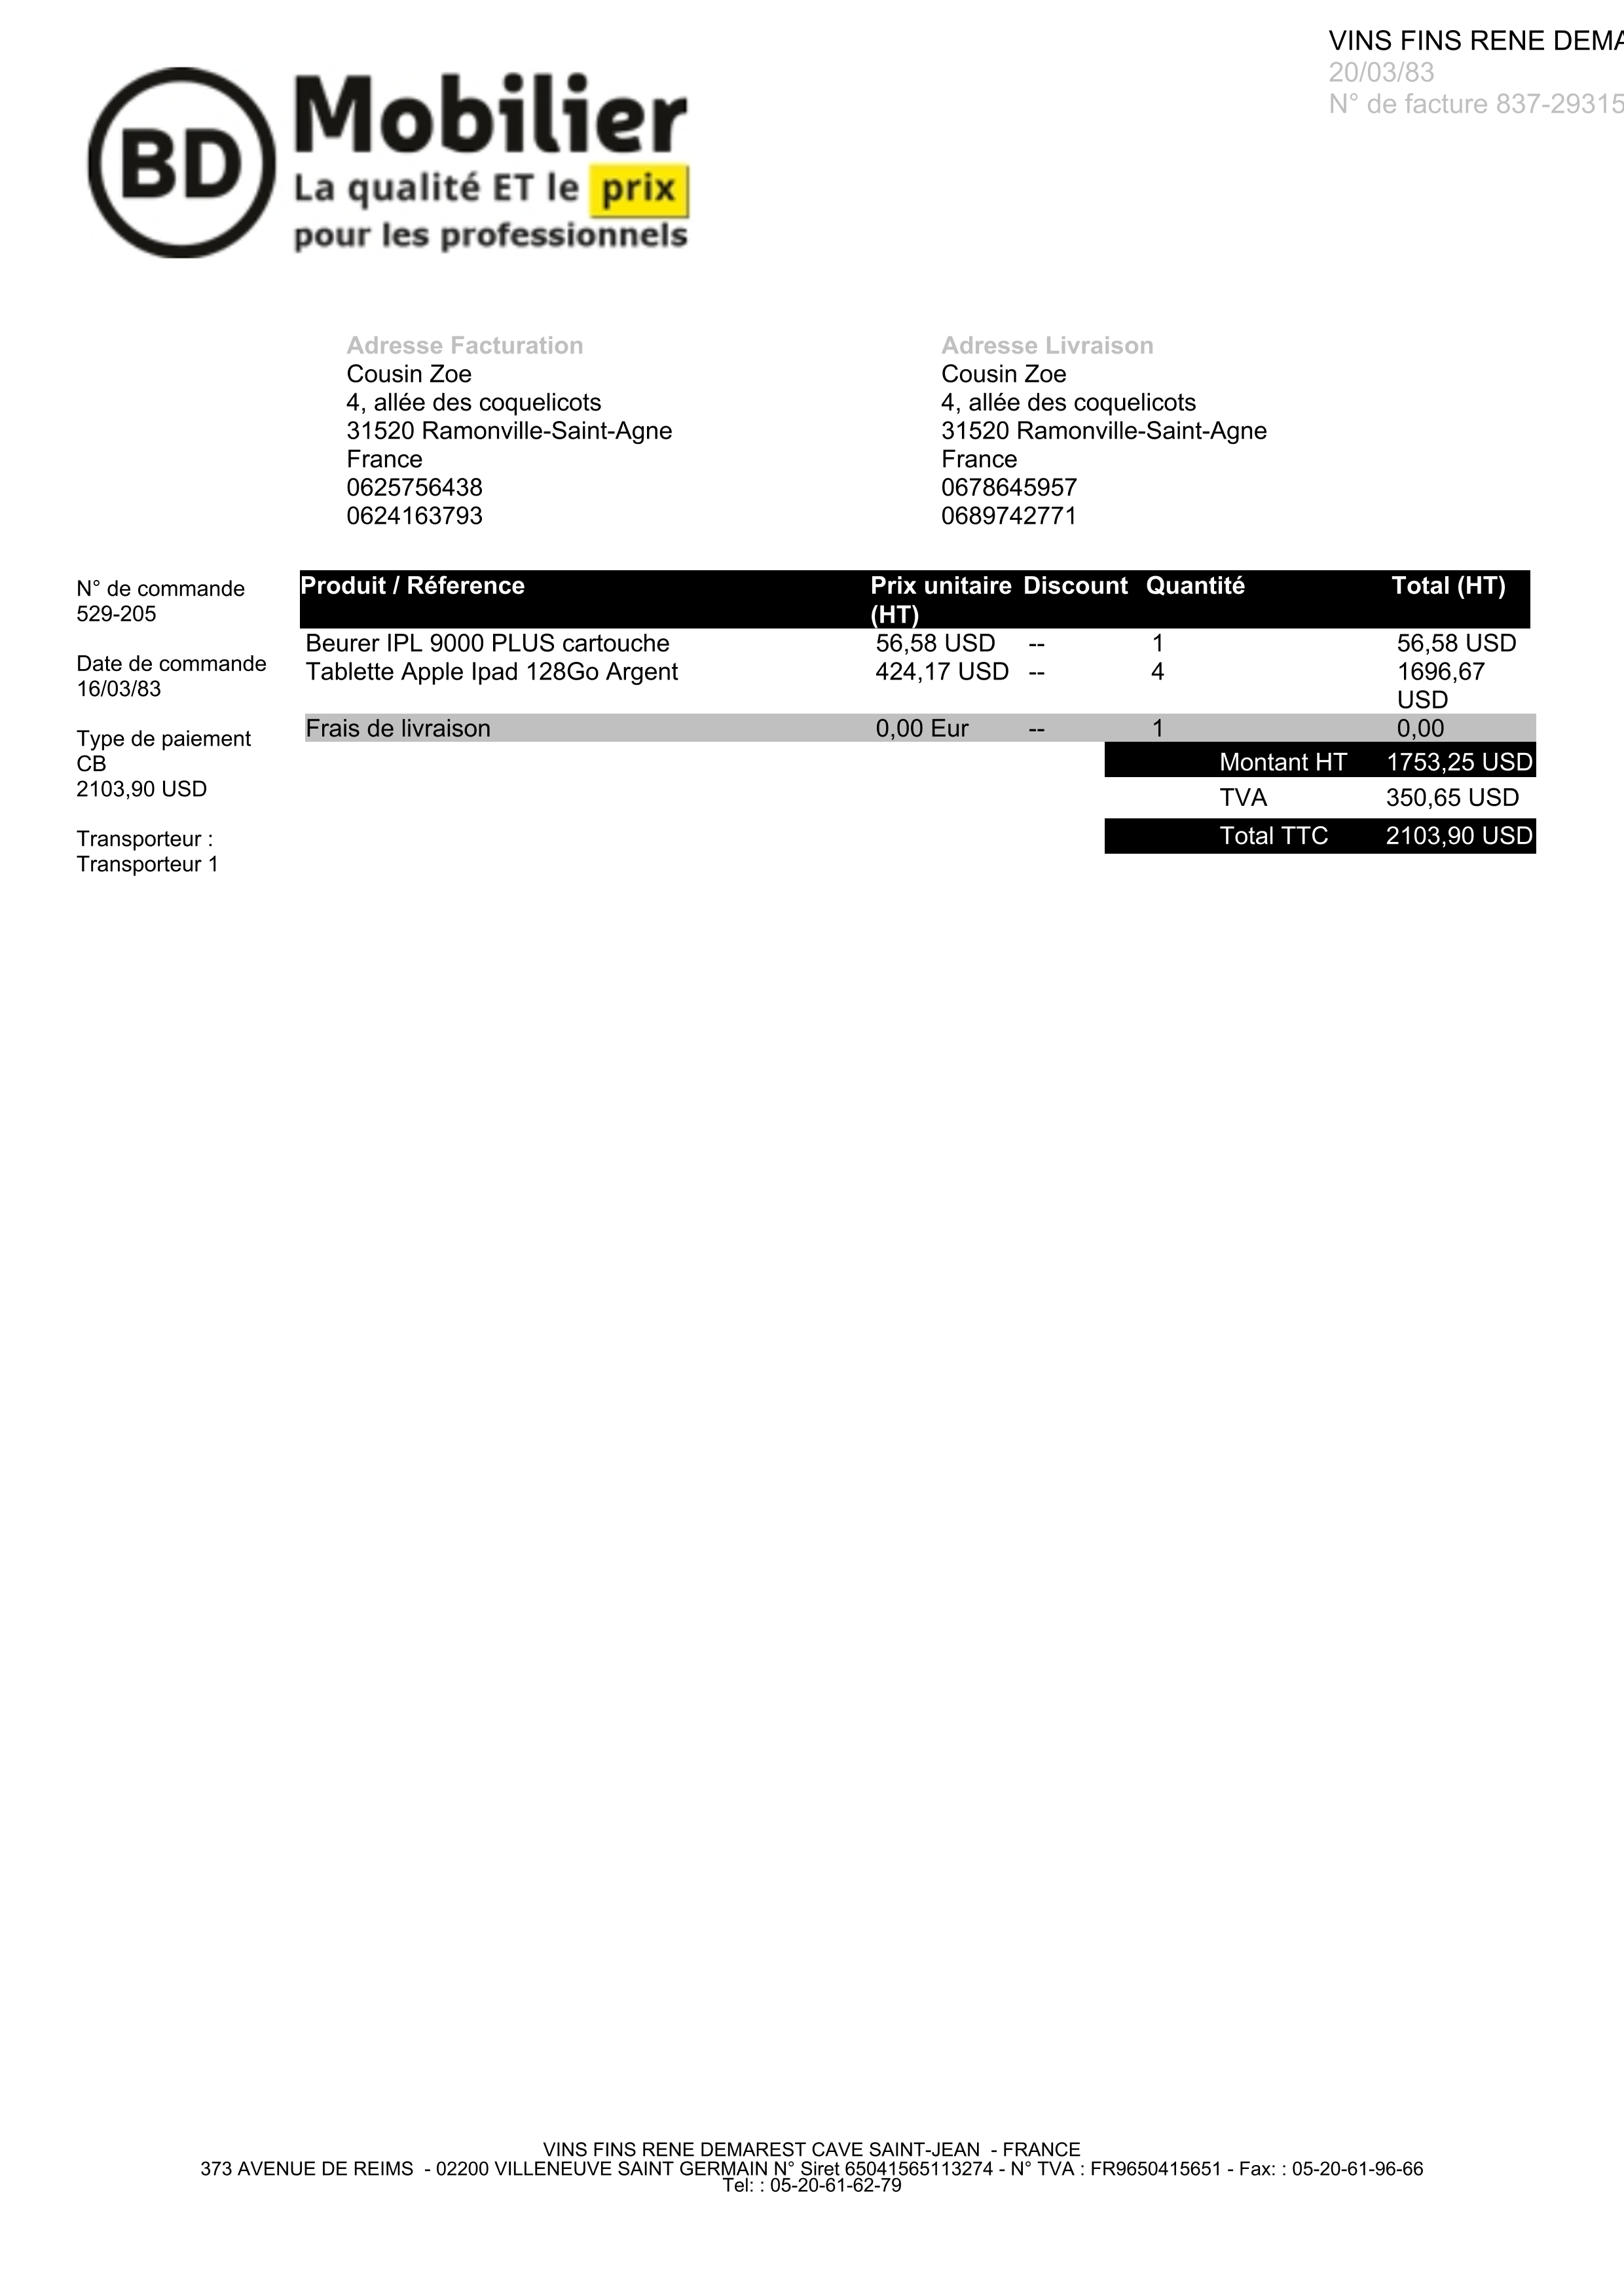 VINS FINS RENE DEMA
20/03/83
N° de facture 837-29315
BD
Mobilier
La qualité ET le prix
pour les professionnels
Adresse Facturation
Cousin Zoe
4, allée des coquelicots
31520 Ramonville-Saint-Agne
France
0625756438
0624163793
Adresse Livraison
Cousin Zoe
4, allée des coquelicots
31520 Ramonville-Saint-Agne
France
0678645957
0689742771
N° de commande
529-205
Date de commande
16/03/83
Type de paiement
CB
2103,90 USD
Transporteur :
Transporteur 1
Produit / Réference Prix unitaire (HT) Discount Quantité Total (HT)
Beurer IPL 9000 PLUS cartouche 56,58 USD -- 1 56,58 USD
Tablette Apple Ipad 128Go Argent 424,17 USD -- 4 1696,67 USD
Frais de livraison 0,00 Eur -- 1 0,00
Montant HT 1753,25 USD
TVA 350,65 USD
Total TTC 2103,90 USD
VINS FINS RENE DEMAREST CAVE SAINT-JEAN - FRANCE
373 AVENUE DE REIMS - 02200 VILLENEUVE SAINT GERMAIN N° Siret 65041565113274 - N° TVA : FR9650415651 - Fax: : 05-20-61-96-66
Tel: : 05-20-61-62-79